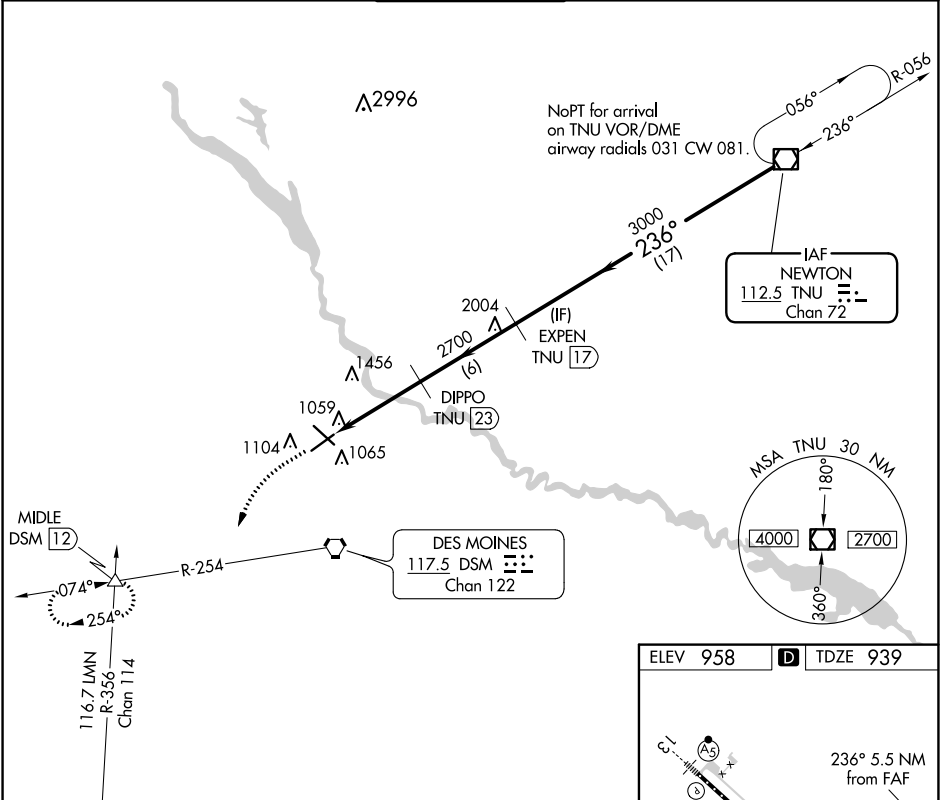 2996
NoPT for arrival
on TNU VOR/DME
airway radials 031 CW 081.
056°
R-056
236°
3000
236°
(17)
IAF
NEWTON
112.5 TNU
Chan 72
2004
(IF)
EXPEN
TNU 17
2700
(6)
1456
DIPPO
TNU 23
1059
1104
1065
MIDLE
DSM 12
R-254
074°
254°
DES MOINES
117.5 DSM
Chan 122
116.7 LMN
R-356
Chan 114
MSA TNU 30 NM
180°
4000
2700
360°
ELEV 958
D
TDZE 939
13
A5
P
236° 5.5 NM
from FAF